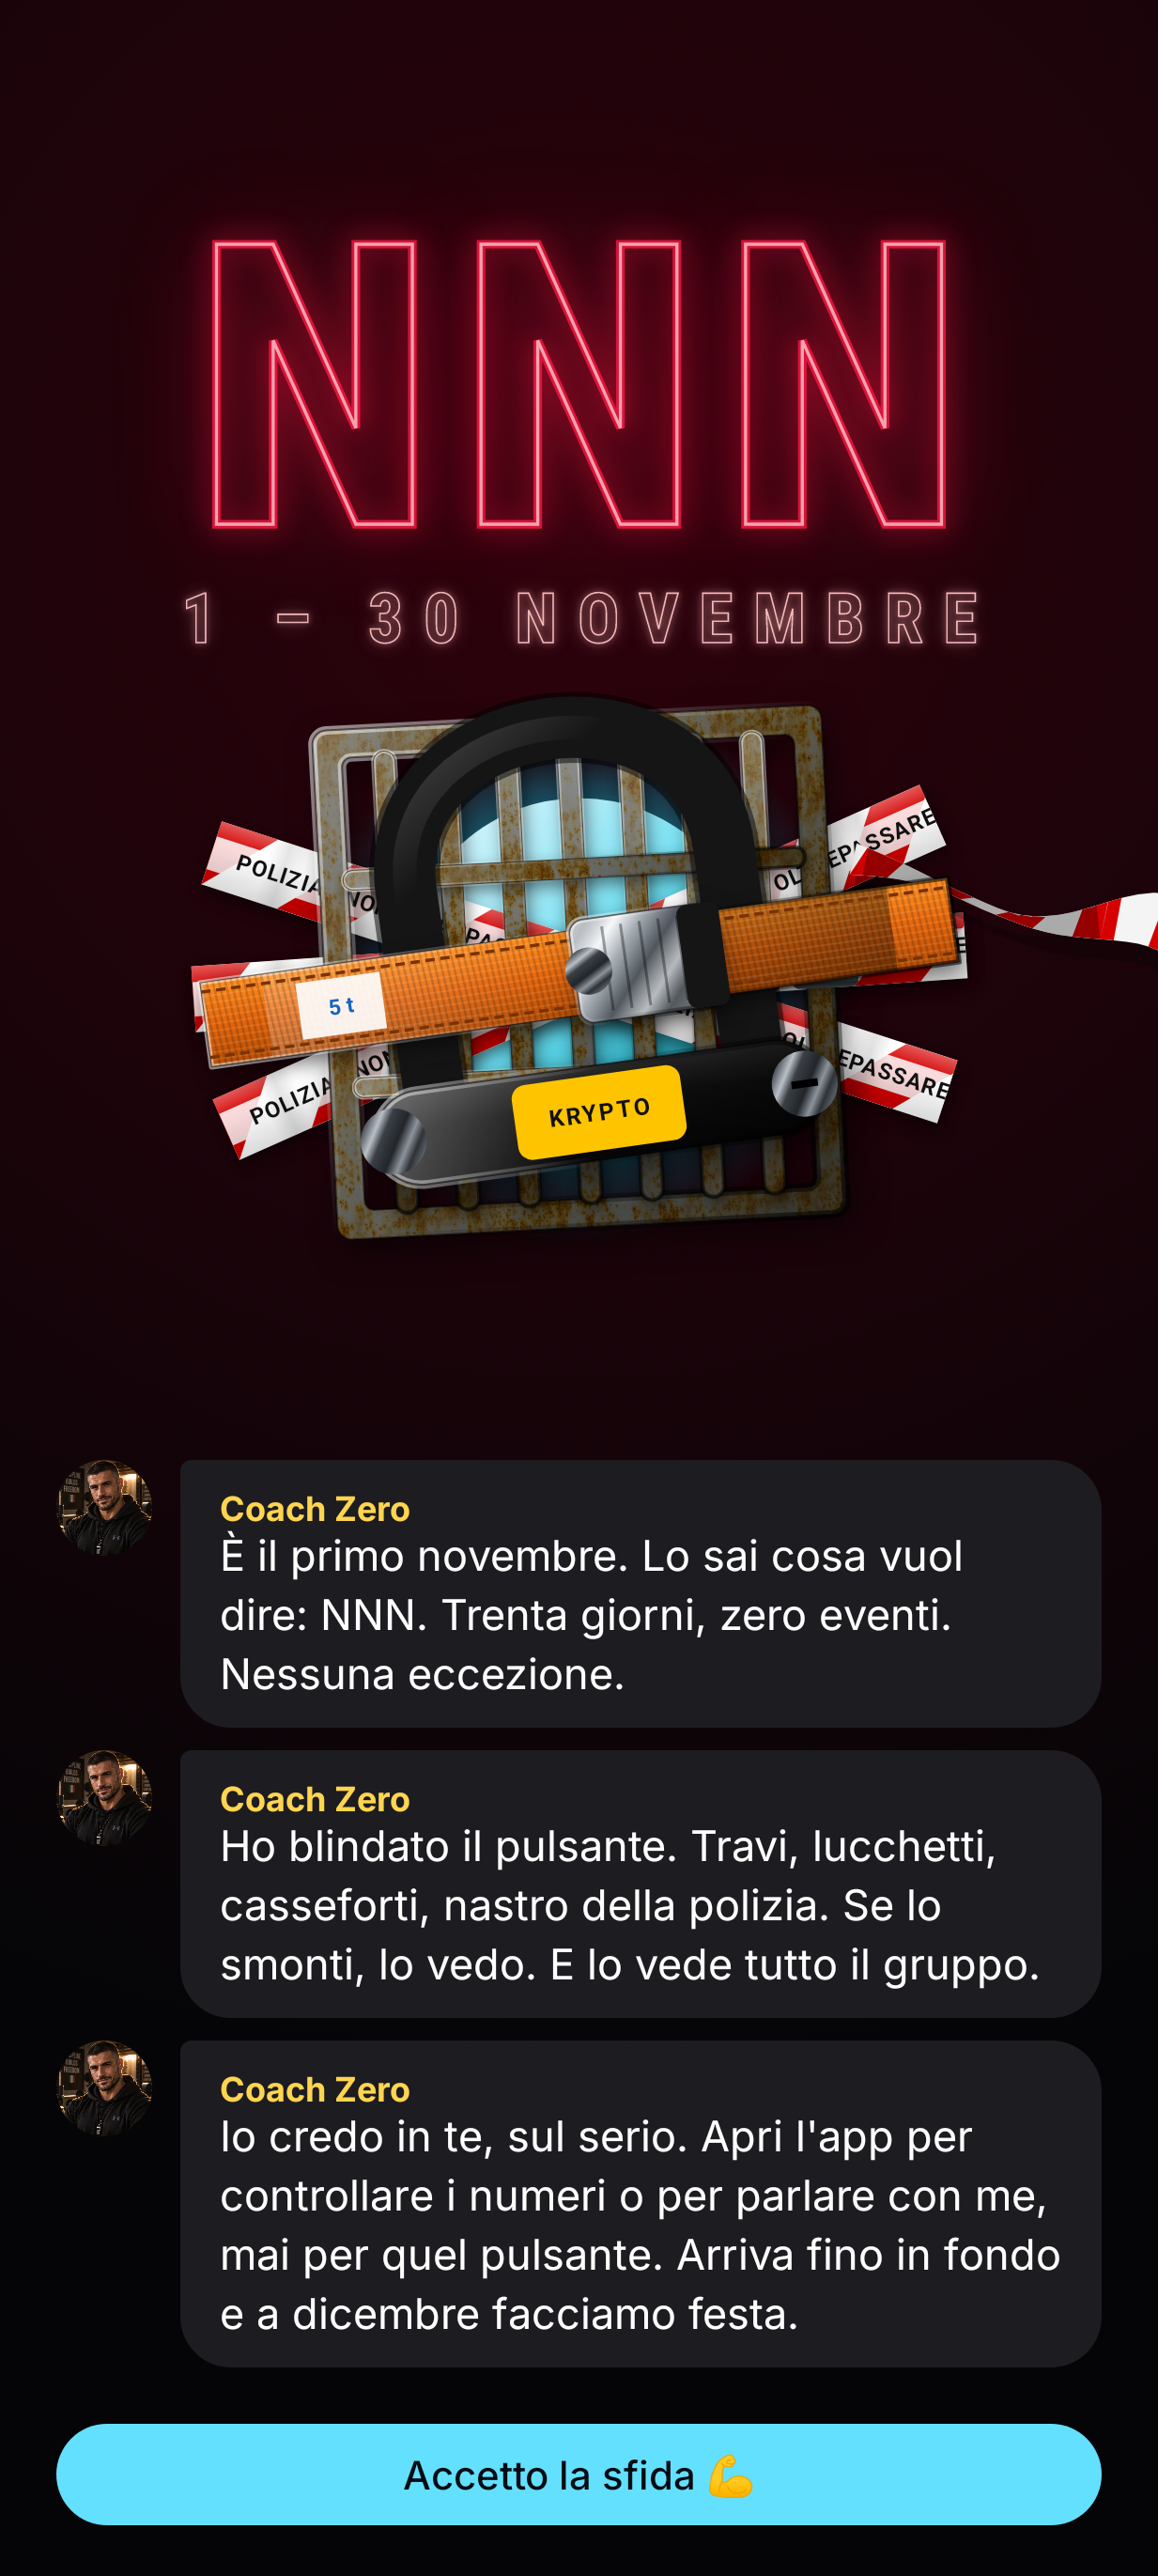 NNN
1 – 30 NOVEMBRE
POLIZIA
5 t
POLIZIA
KRYPTO
Coach Zero
È il primo novembre. Lo sai cosa vuol
dire: NNN. Trenta giorni, zero eventi.
Nessuna eccezione.
Coach Zero
Ho blindato il pulsante. Travi, lucchetti,
casseforti, nastro della polizia. Se lo
smonti, lo vedo. E lo vede tutto il gruppo.
Coach Zero
Io credo in te, sul serio. Apri l'app per
controllare i numeri o per parlare con me,
mai per quel pulsante. Arriva fino in fondo
e a dicembre facciamo festa.
Accetto la sfida 💪